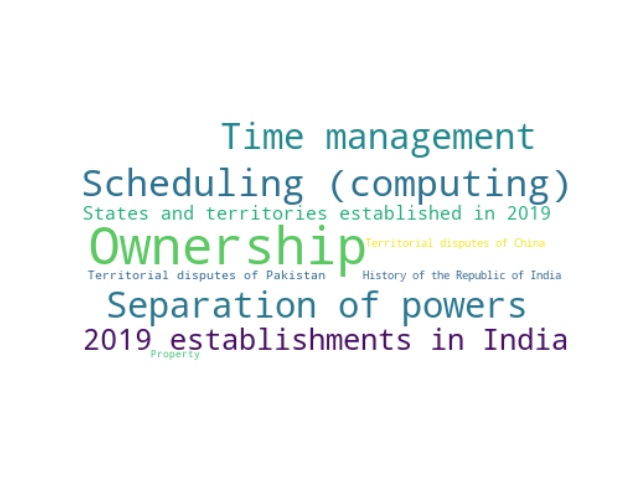 Time management
Scheduling (computing)
States and territories established in 2019
Ownership
Territorial disputes of China
Territorial disputes of Pakistan
History of the Republic of India
Separation of powers
2019 establishments in India
Property